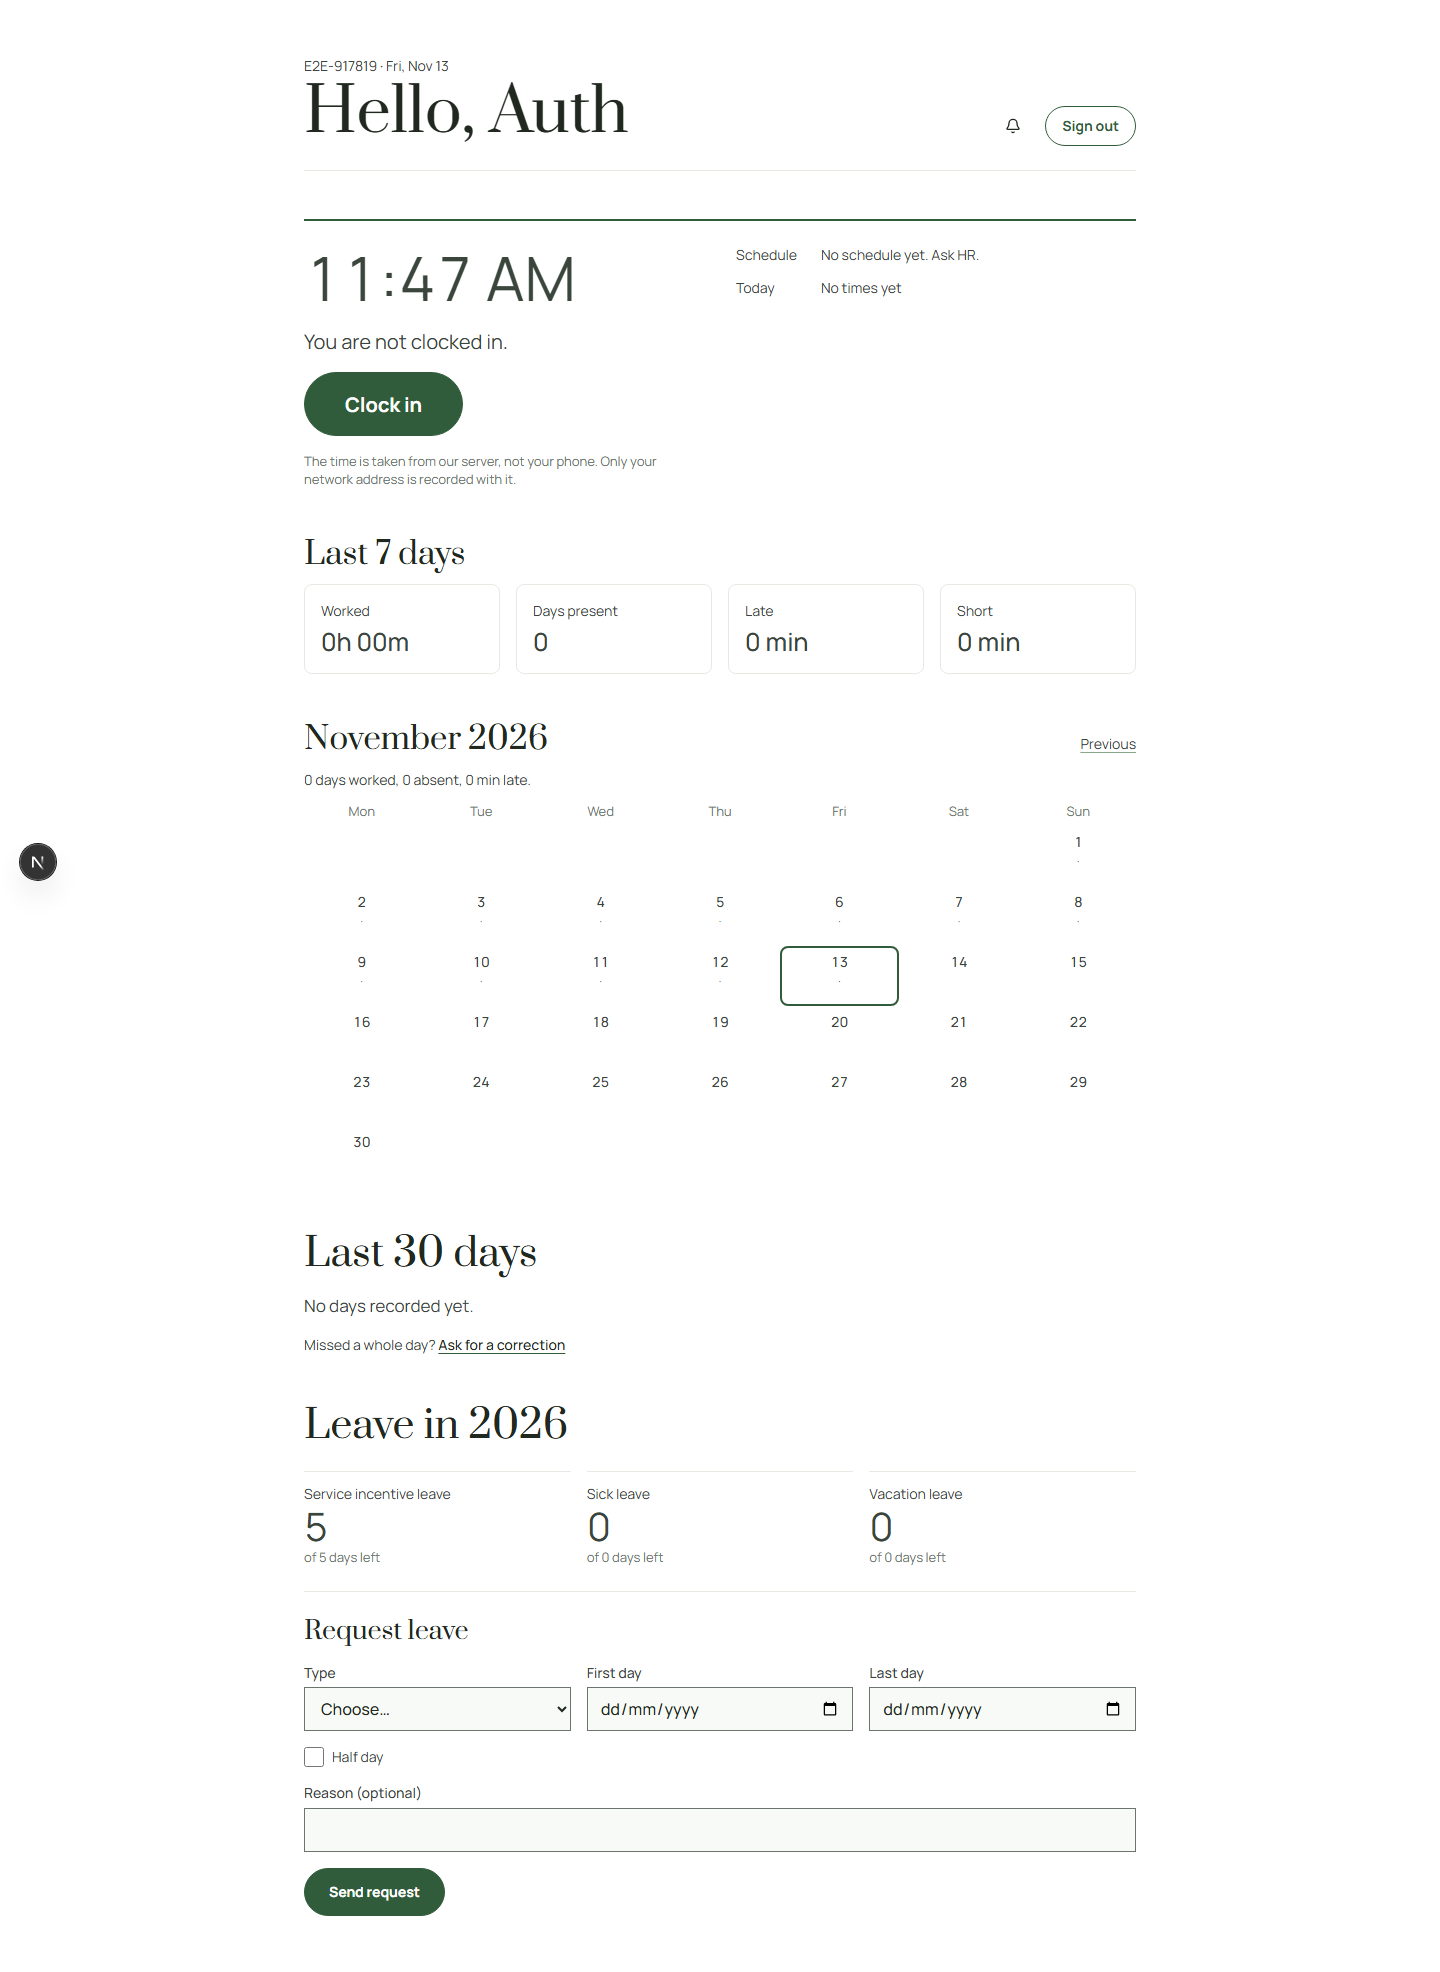 E2E-917819 · Fri, Nov 13
Hello, Auth
Sign out
11:47 AM
Schedule No schedule yet. Ask HR.
Today No times yet
You are not clocked in.
Clock in
The time is taken from our server, not your phone. Only your
network address is recorded with it.
Last 7 days
Worked Days present Late Short
0h 00m 0 0 min 0 min
November 2026
Previous
0 days worked, 0 absent, 0 min late.
Mon Tue Wed Thu Fri Sat Sun
1
2 3 4 5 6 7 8
9 10 11 12 13 14 15
16 17 18 19 20 21 22
23 24 25 26 27 28 29
30
N
Last 30 days
No days recorded yet.
Missed a whole day? Ask for a correction
Leave in 2026
Service incentive leave Sick leave Vacation leave
5 0 0
of 5 days left of 0 days left of 0 days left
Request leave
Type First day Last day
Choose... dd/mm/yyyy dd/mm/yyyy
Half day
Reason (optional)
Send request